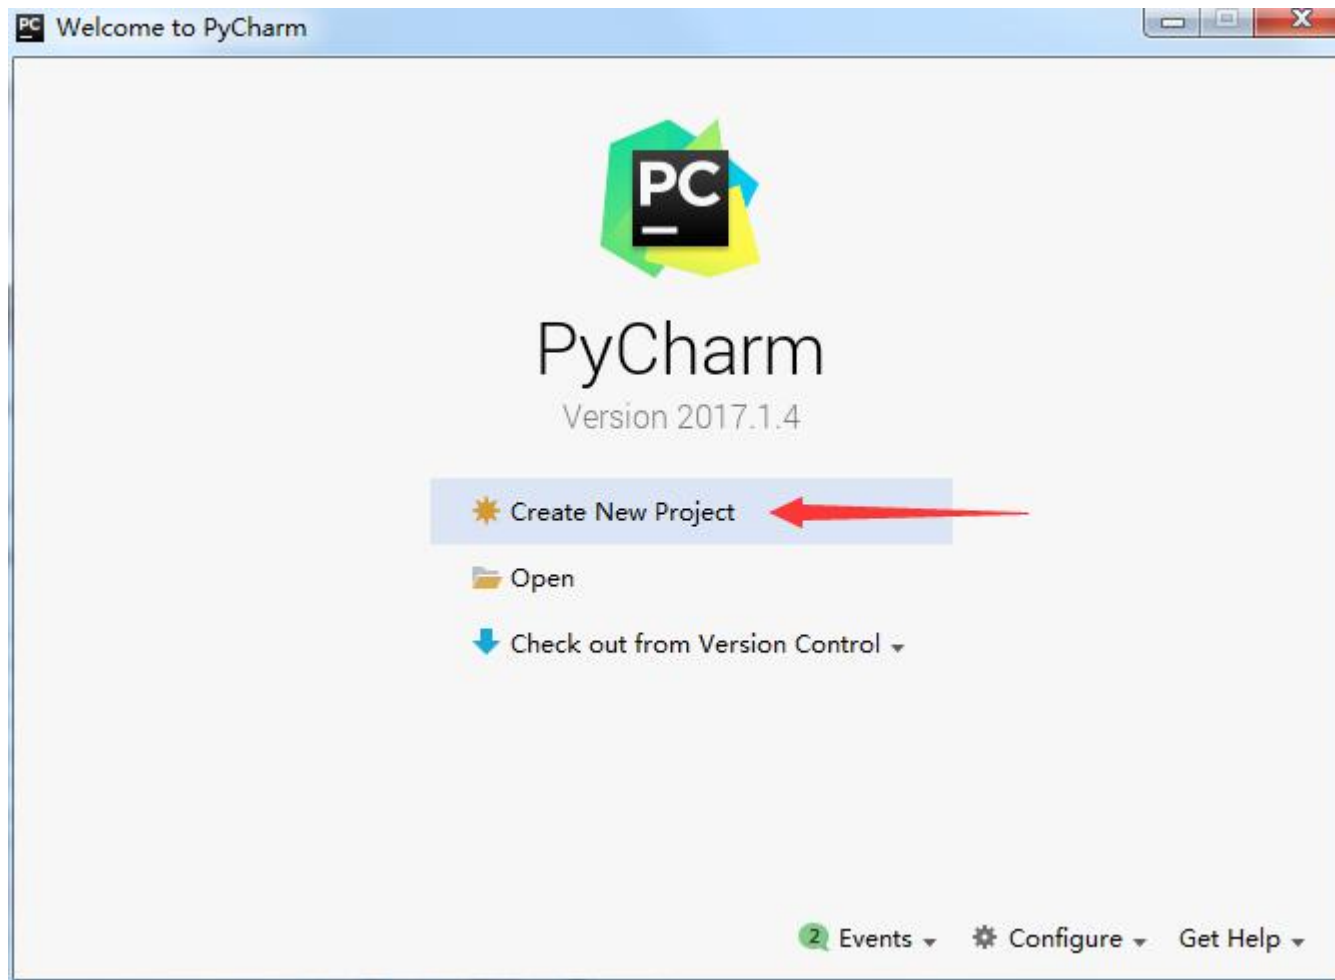 PC Welcome to PyCharm
PC
PyCharm
Version 2017.1.4
Create New Project
Open
Check out from Version Control
2 Events Configure Get Help